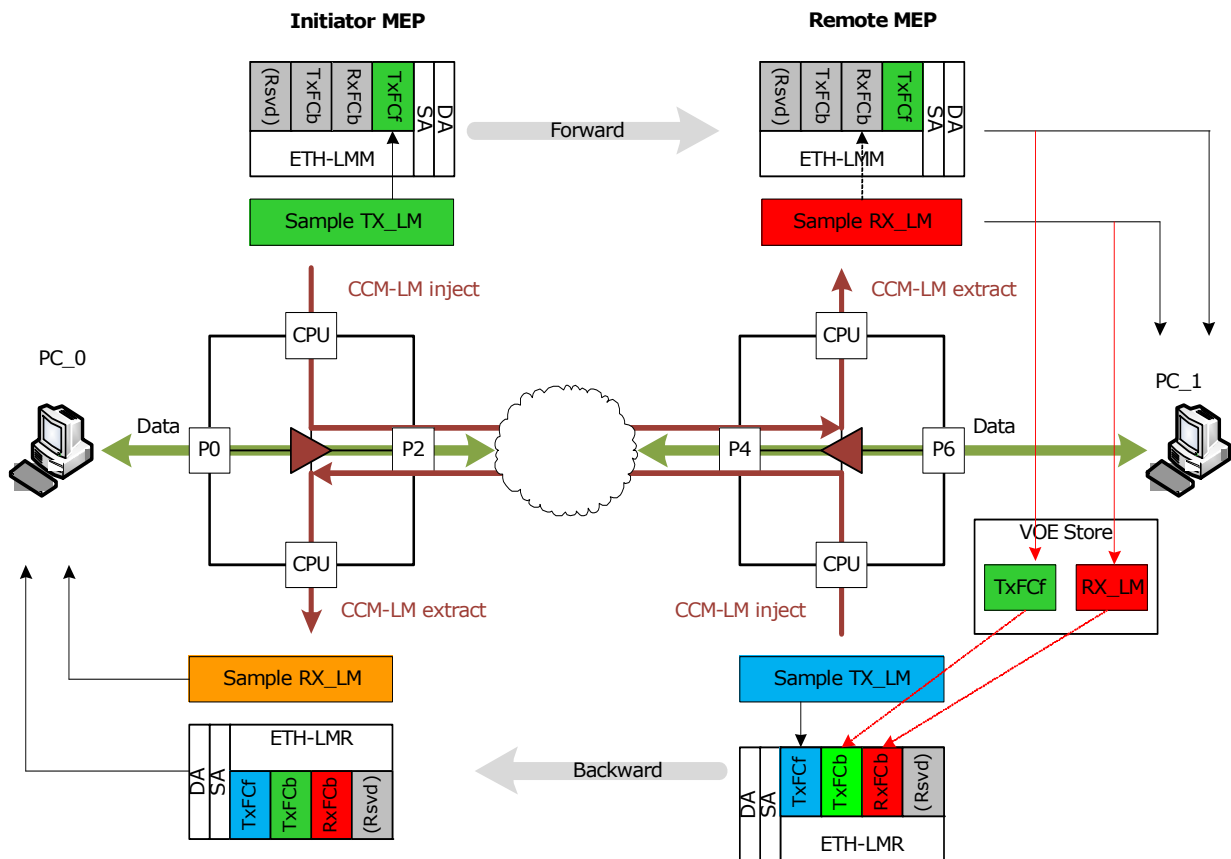 Initiator MEP
Remote MEP
(Rsvd)
TxFCb
RxFCb
TxFCf
SA
DA
ETH-LMM
Forward
(Rsvd)
TxFCb
RxFCb
TxFCf
SA
DA
ETH-LMM
Sample TX_LM
Sample RX_LM
CCM-LM inject
CCM-LM extract
CPU
CPU
PC_0
PC_1
Data
P0
P2
P4
P6
Data
VOE Store
TxFCf
RX_LM
CPU
CPU
CCM-LM extract
CCM-LM inject
Sample RX_LM
Sample TX_LM
ETH-LMR
DA
SA
TxFCf
TxFCb
RxFCb
(Rsvd)
Backward
DA
SA
TxFCf
TxFCb
RxFCb
(Rsvd)
ETH-LMR